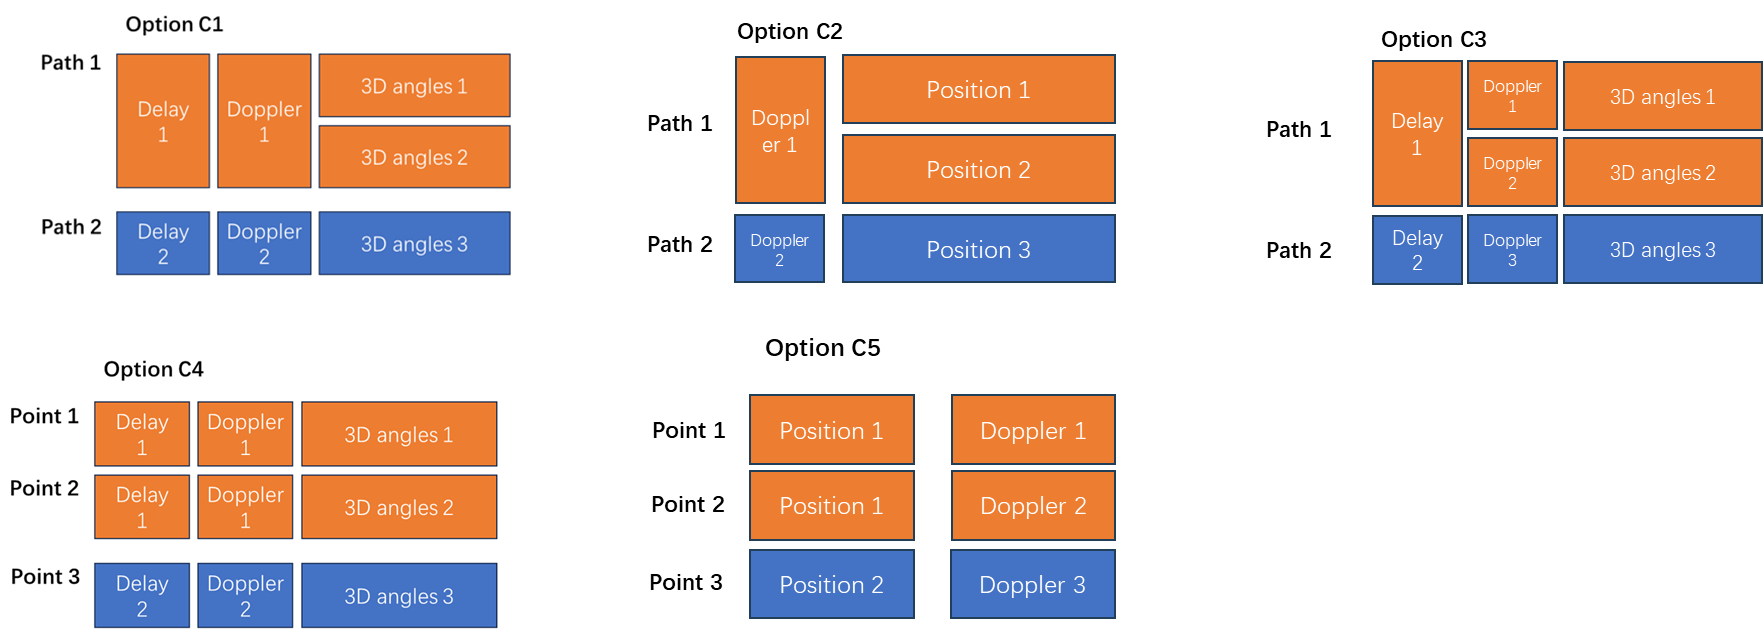 Option C1
Path 1
Delay
1
Doppler
1
3D angles 1
3D angles 2
Path 2
Delay
2
Doppler
2
3D angles 3
Option C2
Path 1
Doppl
er 1
Position 1
Position 2
Path 2
Doppler
2
Position 3
Option C3
Path 1
Delay
1
Doppler
1
3D angles 1
Doppler
2
3D angles 2
Path 2
Delay
2
Doppler
3
3D angles 3
Option C4
Point 1
Delay
1
Doppler
1
3D angles 1
Point 2
Delay
1
Doppler
1
3D angles 2
Point 3
Delay
2
Doppler
2
3D angles 3
Option C5
Point 1
Position 1
Doppler 1
Point 2
Position 1
Doppler 2
Point 3
Position 2
Doppler 3